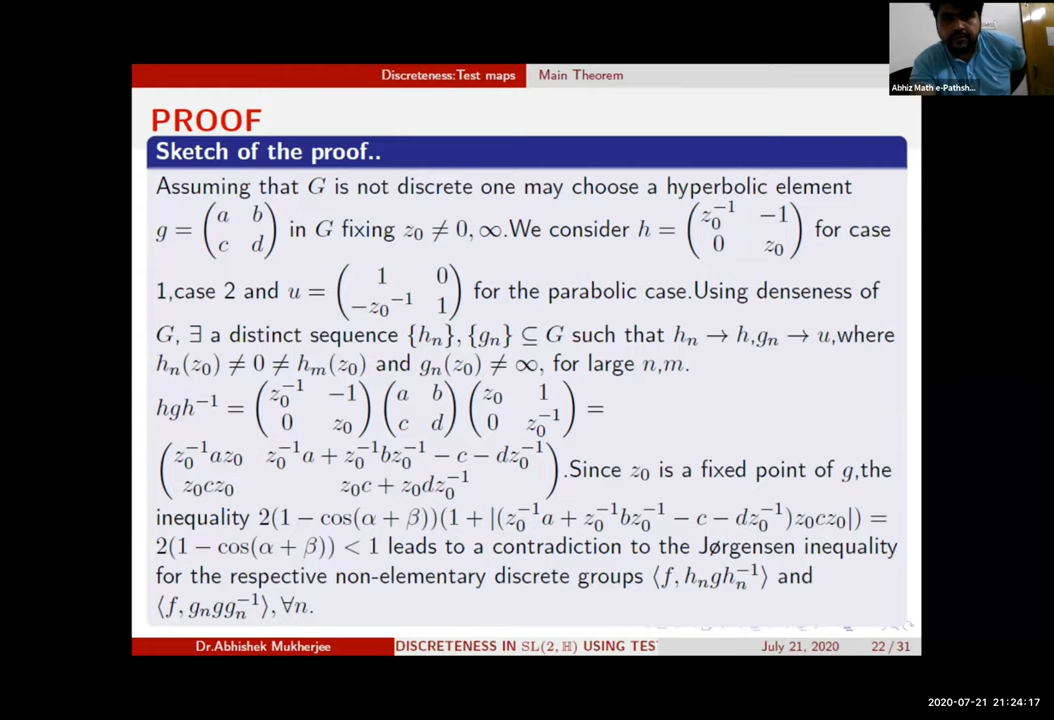 Discreteness:Test maps Main Theorem
Abhiz Math e-Pathsh...
PROOF
Sketch of the proof..
Assuming that G is not discrete one may choose a hyperbolic element
g = (a b; c d) in G fixing z₀ ≠ 0, ∞.We consider h = (z₀⁻¹ −1; 0 z₀) for case
1,case 2 and u = (1 0; −z₀⁻¹ 1) for the parabolic case.Using denseness of
G, ∃ a distinct sequence {hₙ}, {gₙ} ⊆ G such that hₙ → h,gₙ → u,where
hₙ(z₀) ≠ 0 ≠ hₘ(z₀) and gₙ(z₀) ≠ ∞, for large n,m.
hgh⁻¹ = (z₀⁻¹ −1; 0 z₀) (a b; c d) (z₀ 1; 0 z₀⁻¹) =
(z₀⁻¹az₀ z₀⁻¹a + z₀⁻¹bz₀⁻¹ − c − dz₀⁻¹; z₀cz₀ z₀c + z₀dz₀⁻¹).Since z₀ is a fixed point of g,the
inequality 2(1 − cos(α + β))(1 + |(z₀⁻¹a + z₀⁻¹bz₀⁻¹ − c − dz₀⁻¹)z₀cz₀|) =
2(1 − cos(α + β)) < 1 leads to a contradiction to the Jørgensen inequality
for the respective non-elementary discrete groups ⟨f, hₙghₙ⁻¹⟩ and
⟨f, gₙggₙ⁻¹⟩, ∀n.
Dr.Abhishek Mukherjee DISCRETENESS IN SL(2, ℍ) USING TES July 21, 2020 22 / 31
2020-07-21 21:24:17